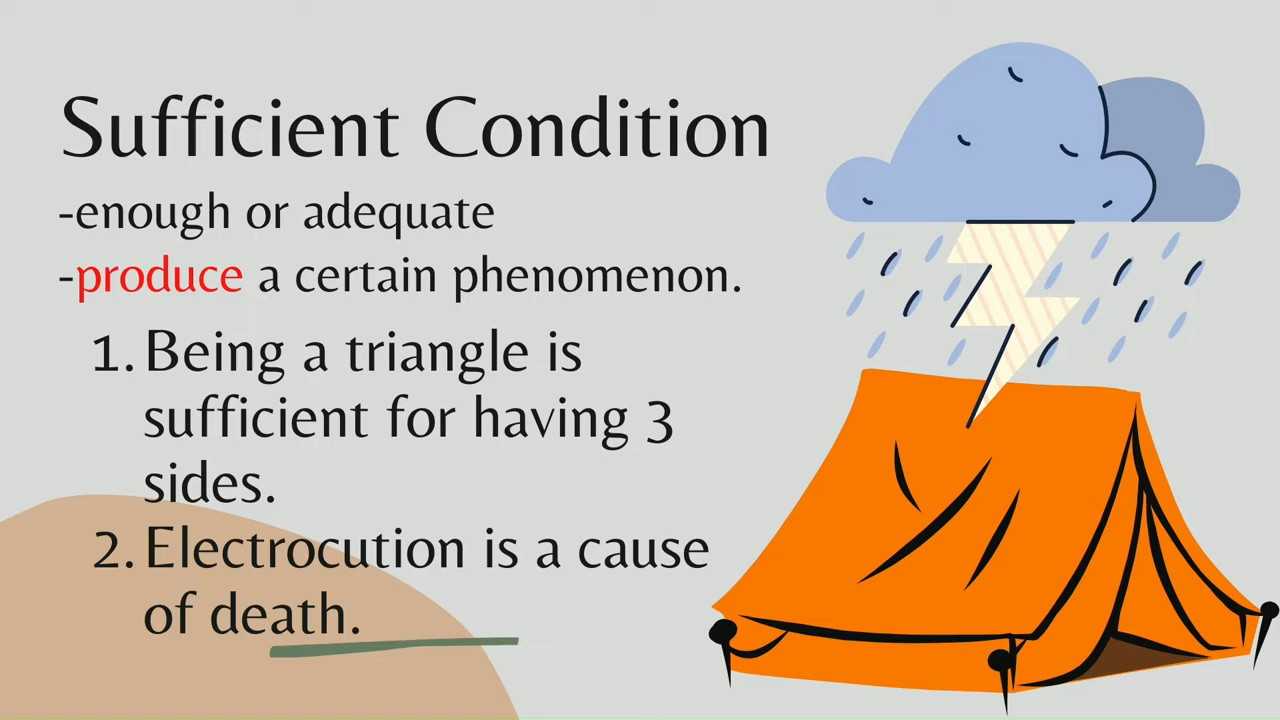 Sufficient Condition
-enough or adequate
-produce a certain phenomenon.
1. Being a triangle is
sufficient for having 3
sides.
2. Electrocution is a cause
of death.